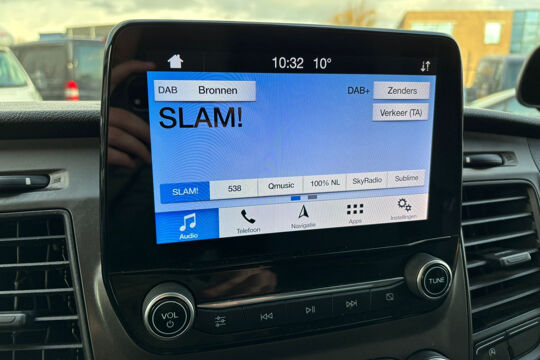 10:32 10°
DAB Bronnen DAB+ Zenders
SLAM! Verkeer (TA)
SLAM! 538 Qmusic 100% NL SkyRadio Sublime
Audio Telefoon Navigatie Apps Instellingen
VOL TUNE